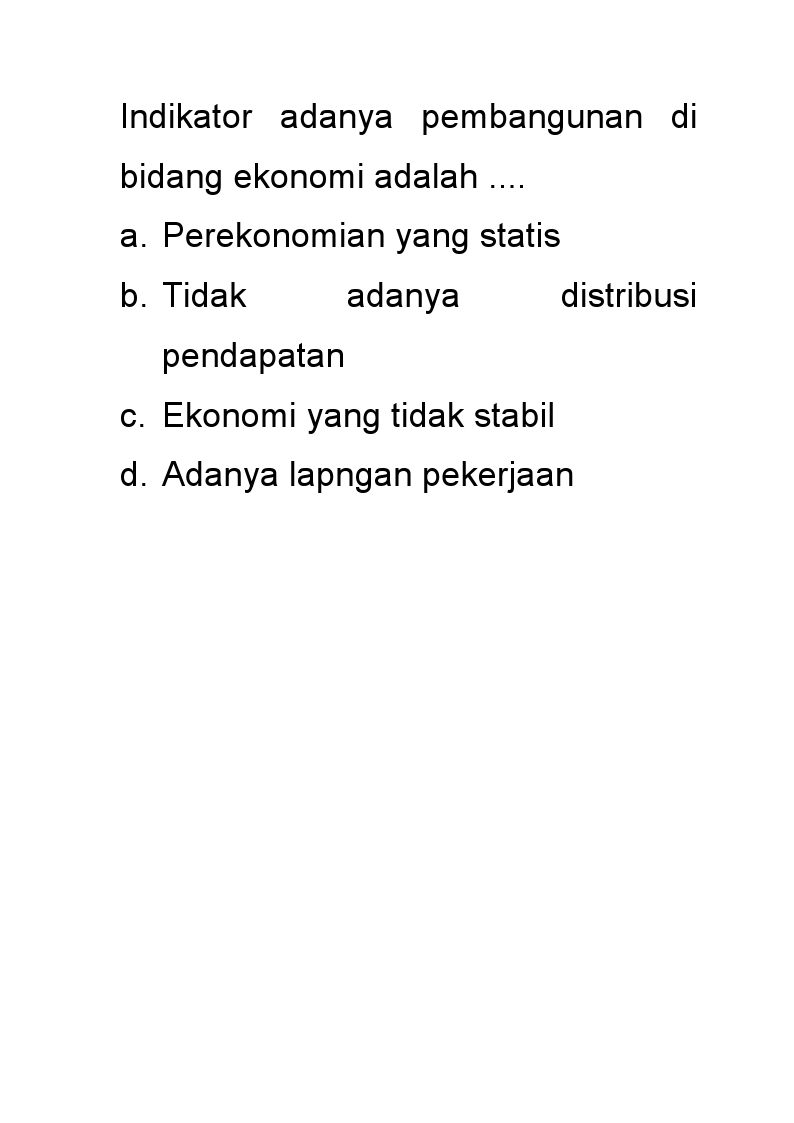 Indikator adanya pembangunan di
bidang ekonomi adalah ....
a. Perekonomian yang statis
b. Tidak adanya distribusi
pendapatan
c. Ekonomi yang tidak stabil
d. Adanya lapngan pekerjaan